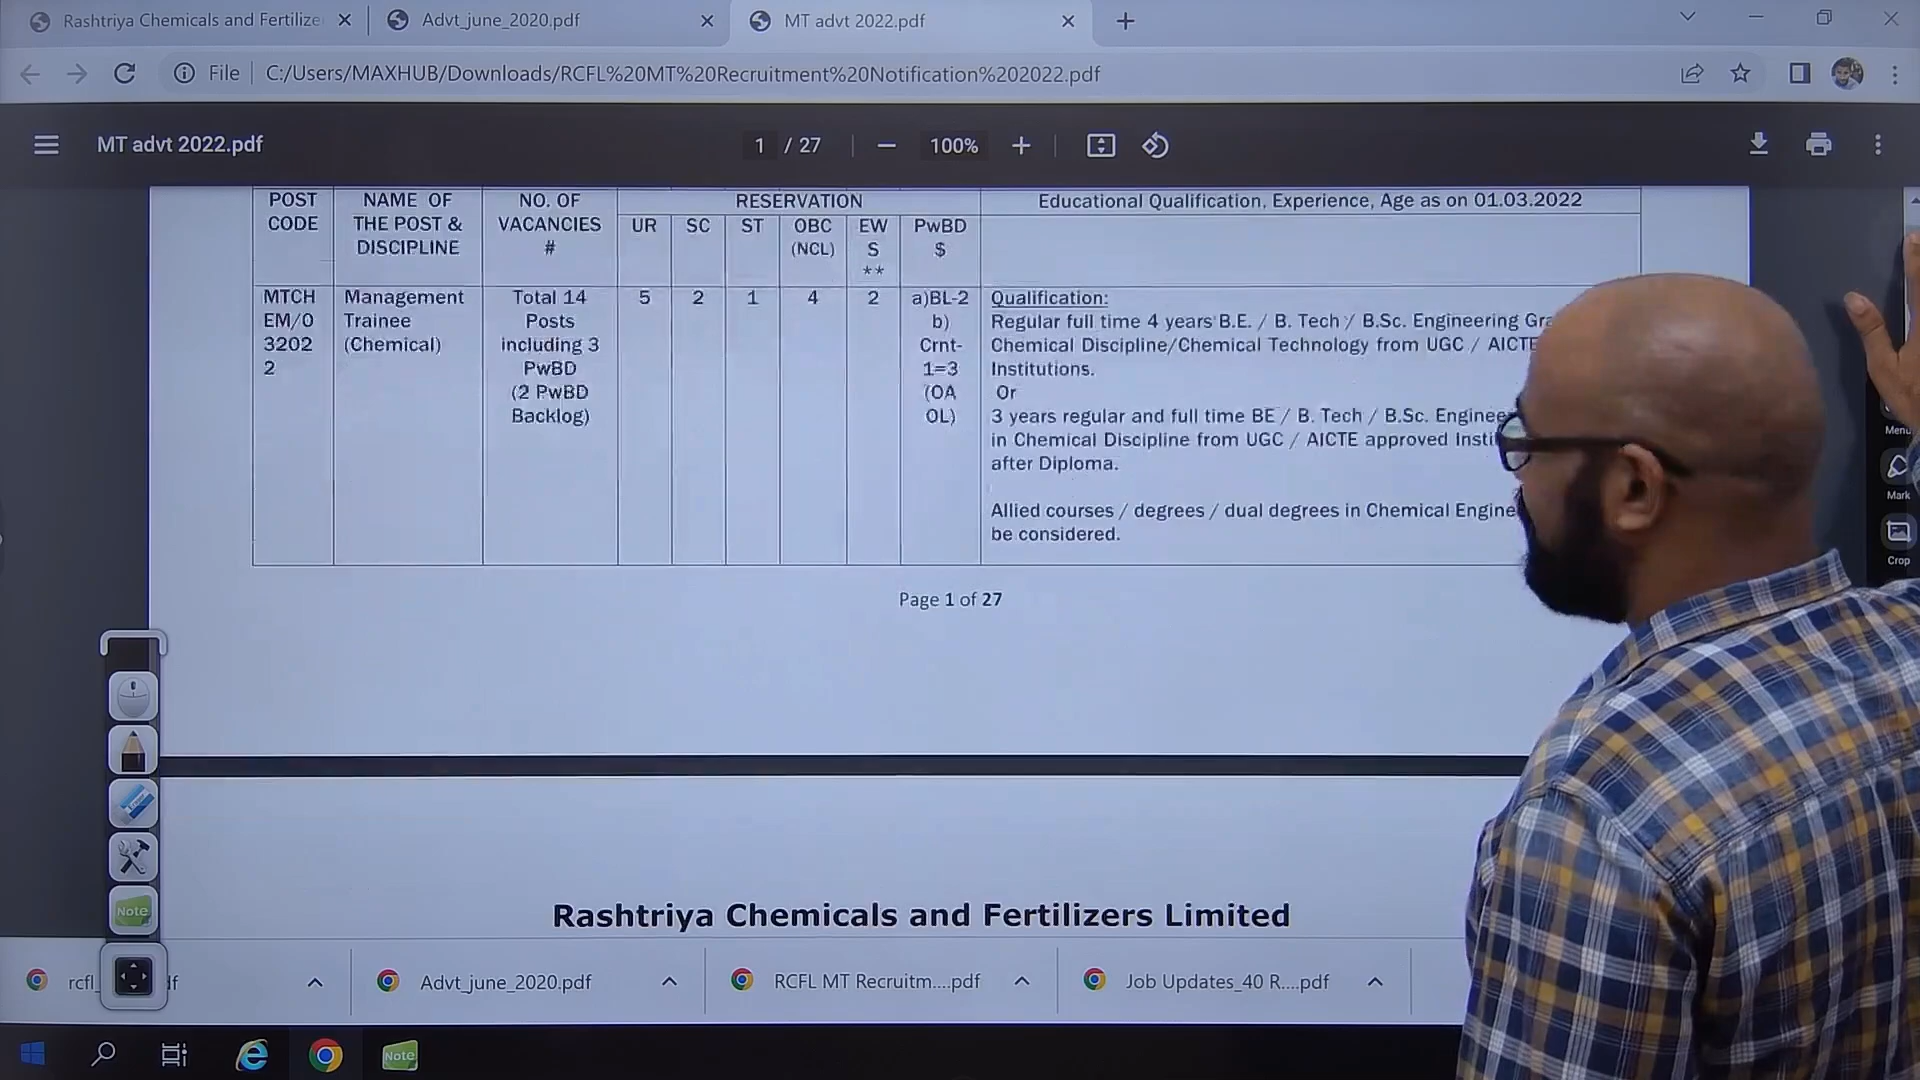 Rashtriya Chemicals and Fertilize
Advt_june_2020.pdf
MT advt 2022.pdf
File
C:/Users/MAXHUB/Downloads/RCFL%20MT%20Recruitment%20Notification%202022.pdf
MT advt 2022.pdf
1 / 27
100%
POST CODE
NAME OF THE POST & DISCIPLINE
NO. OF VACANCIES #
RESERVATION
Educational Qualification, Experience, Age as on 01.03.2022
UR
SC
ST
OBC (NCL)
EW S **
PwBD $
MTCH
EM/0
3202
2
Management
Trainee
(Chemical)
Total 14
Posts
including 3
PwBD
(2 PwBD
Backlog)
5
2
1
4
2
a)BL-2
b)
Crnt-
1=3
(OA
OL)
Qualification:
Regular full time 4 years B.E. / B. Tech / B.Sc. Engineering Gra
Chemical Discipline/Chemical Technology from UGC / AICTE
Institutions.
Or
3 years regular and full time BE / B. Tech / B.Sc. Enginee
in Chemical Discipline from UGC / AICTE approved Insti
after Diploma.
Allied courses / degrees / dual degrees in Chemical Engine
be considered.
Page 1 of 27
Menu
Mark
Crop
Note
Rashtriya Chemicals and Fertilizers Limited
rcfl_
df
Advt_june_2020.pdf
RCFL MT Recruitm....pdf
Job Updates_40 R....pdf
Note